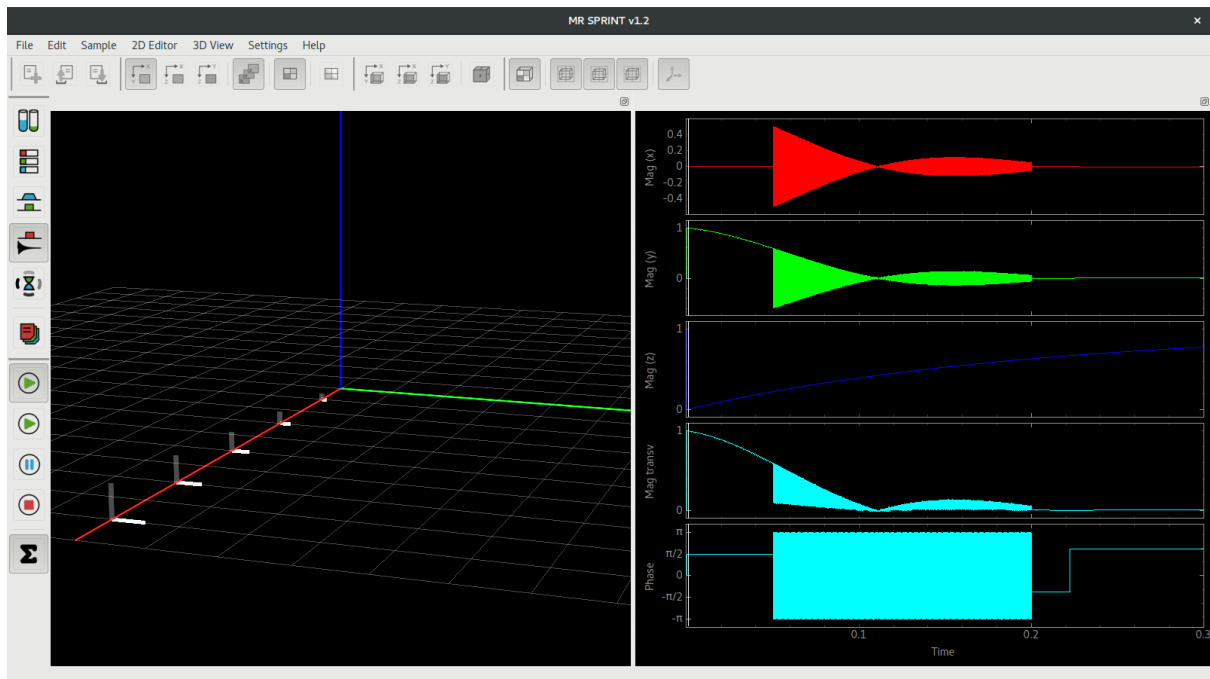 MR SPRINT v1.2
File Edit Sample 2D Editor 3D View Settings Help
Mag (x)
0.4
0.2
0
-0.2
-0.4
Mag (y)
1
0
Mag (z)
1
0
Mag transv
1
0
Phase
π
π/2
0
-π/2
-π
0.1 0.2 0.3
Time